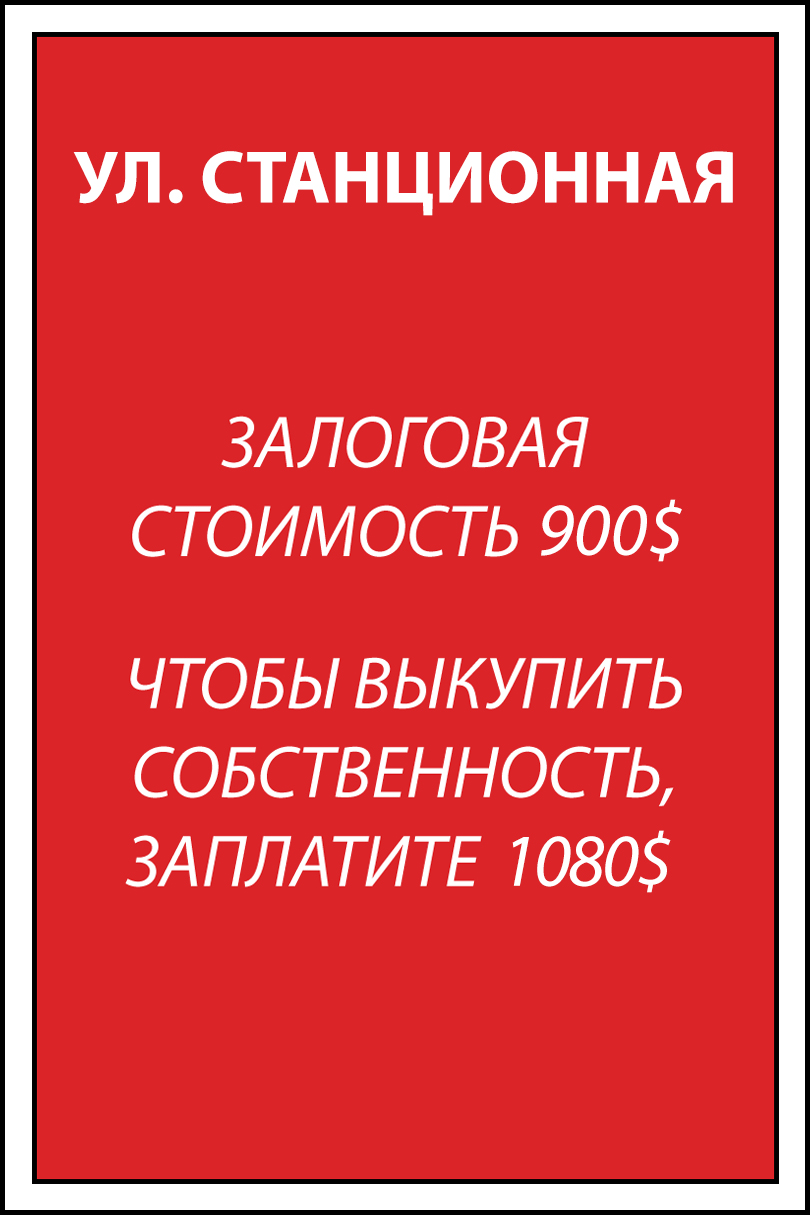 УЛ. СТАНЦИОННАЯ
ЗАЛОГОВАЯ
СТОИМОСТЬ 900$
ЧТОБЫ ВЫКУПИТЬ
СОБСТВЕННОСТЬ,
ЗАПЛАТИТЕ 1080$